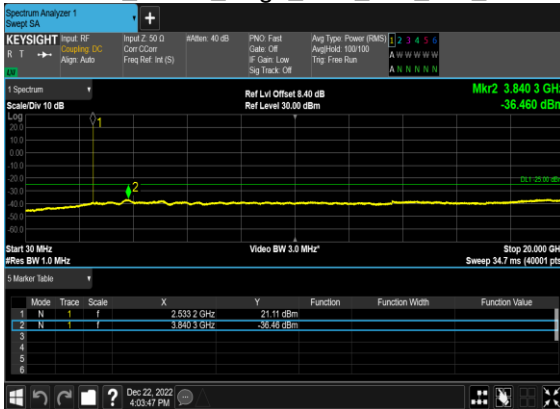 Spectrum Analyzer 1
Swept SA
KEYSIGHT Input: RF Input Z: 50 Ω #Atten: 40 dB PNO: Fast Avg Type: Power (RMS) 1 2 3 4 5 6
R T Coupling: DC Corr CCorr Gate: Off Avg|Hold: 100/100 A W W W W W
Align: Auto Freq Ref: Int (S) IF Gain: Low Trig: Free Run
LW Sig Track: Off A N N N N N
1 Spectrum Ref Lvl Offset 8.40 dB Mkr2 3.840 3 GH
Scale/Div 10 dB Ref Level 30.00 dBm -36.460 dBn
Log
20.0 1
10.0
0.00
-10.0
-20.0 DL1 -25.00 dB
-30.0 2
-40.0
-50.0
-60.0
Start 30 MHz Video BW 3.0 MHz* Stop 20.000 GH
#Res BW 1.0 MHz Sweep 34.7 ms (40001 pts
5 Marker Table
Mode Trace Scale X Y Function Function Width Function Value
1 N 1 f 2.533 2 GHz 21.11 dBm
2 N 1 f 3.840 3 GHz -36.46 dBm
3
4
5
6
? Dec 22, 2022
4:03:47 PM